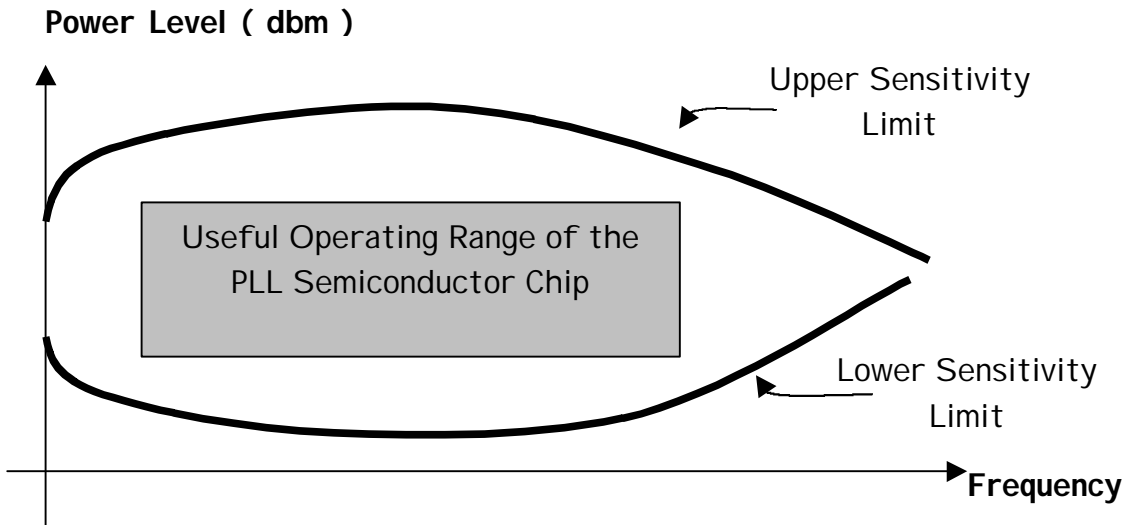 Power Level ( dbm )
Upper Sensitivity
Limit
Useful Operating Range of the
PLL Semiconductor Chip
Lower Sensitivity
Limit
Frequency